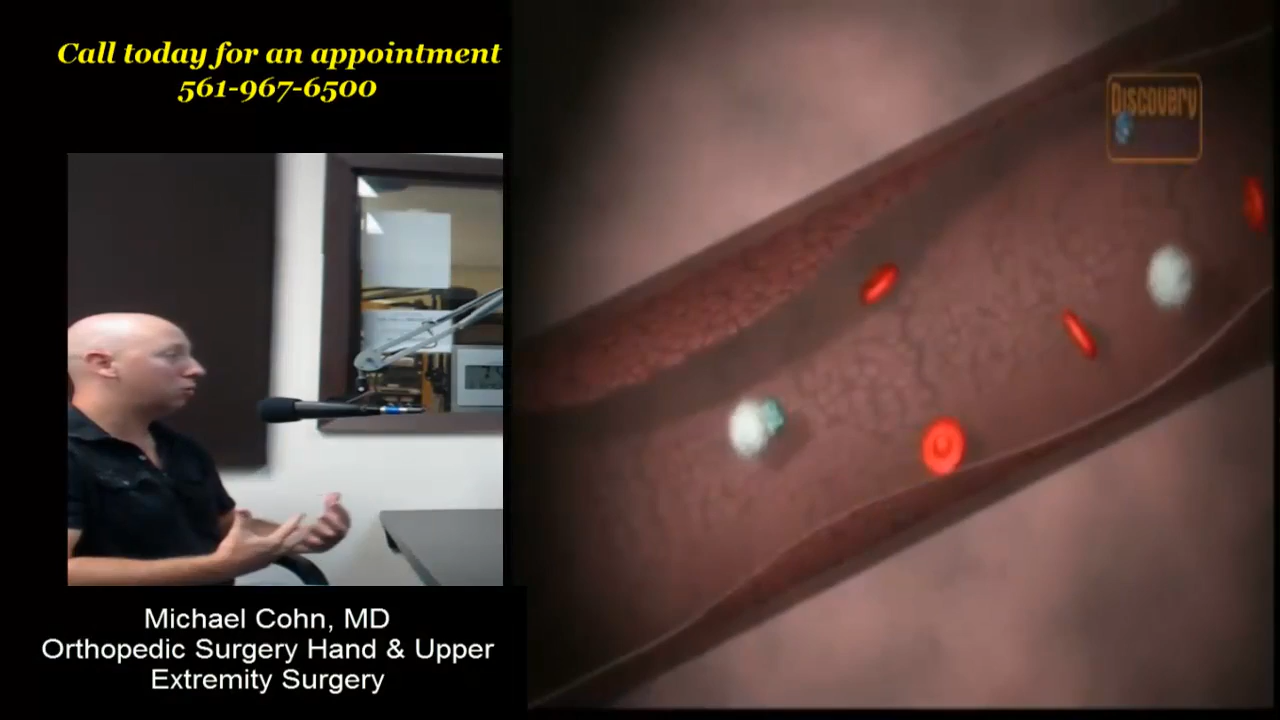 Call today for an appointment
561-967-6500
Discovery
Michael Cohn, MD
Orthopedic Surgery Hand & Upper
Extremity Surgery